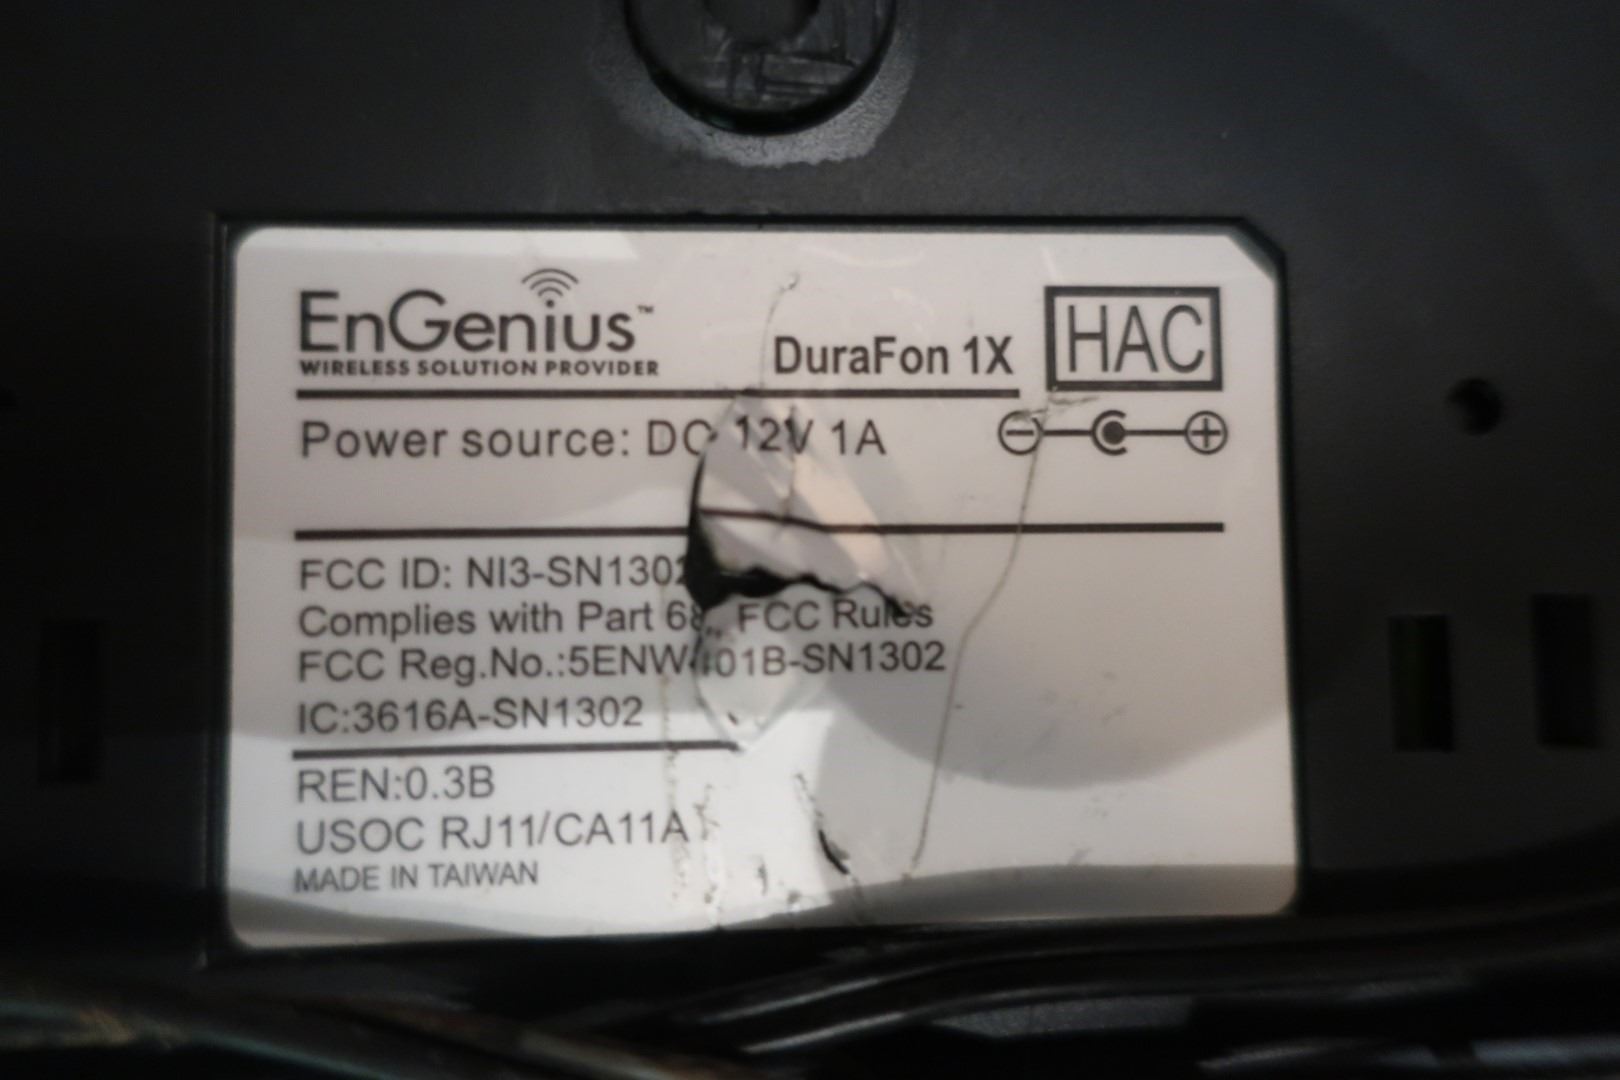 EnGenius™
WIRELESS SOLUTION PROVIDER
DuraFon 1X
HAC
Power source: DC 12V 1A
FCC ID: NI3-SN1302
Complies with Part 68, FCC Rules
FCC Reg.No.:5ENW401B-SN1302
IC:3616A-SN1302
REN:0.3B
USOC RJ11/CA11A
MADE IN TAIWAN